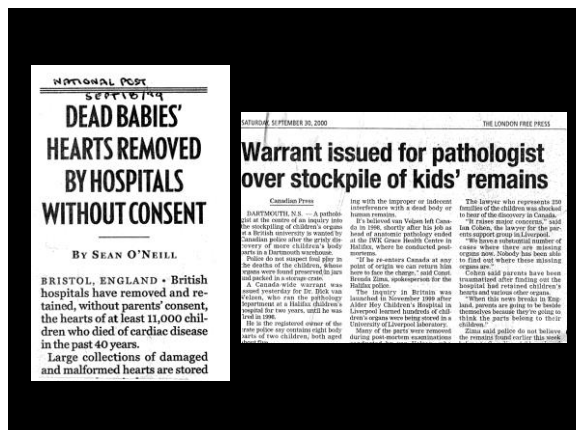 NATIONAL POST
SEPT 18/99
DEAD BABIES'
HEARTS REMOVED
BY HOSPITALS
WITHOUT CONSENT
BY SEAN O'NEILL
BRISTOL, ENGLAND • British
hospitals have removed and re-
tained, without parents' consent,
the hearts of at least 11,000 chil-
dren who died of cardiac disease
in the past 40 years.
Large collections of damaged
and malformed hearts are stored
SATURDAY, SEPTEMBER 30, 2000
THE LONDON FREE PRESS
Warrant issued for pathologist
over stockpile of kids' remains
Canadian Press
DARTMOUTH, N.S. — A patholo-
gist at the centre of an inquiry into
the stockpiling of children's organs
at a British university is wanted by
Canadian police after the grisly dis-
covery of more children's body
parts in a Dartmouth warehouse.
Police do not suspect foul play in
the deaths of the children, whose
organs were found preserved in jars
and packed in a storage crate.
A Canada-wide warrant was
issued yesterday for Dr. Dick van
Velzen, who ran the pathology
department at a Halifax children's
hospital for two years, until he was
fired in 1998.
He is the registered owner of the
crate police say contains eight body
parts of two children, both aged
ing with the improper or indecent
interference with a dead body or
human remains.
It's believed van Velzen left Cana-
da in 1998, shortly after his job as
head of anatomic pathology ended
at the IWK Grace Health Centre in
Halifax, where he conducted post-
mortems.
"If he re-enters Canada at any
point of origin we can return him
here to face the charge," said Const.
Brenda Zima, spokesperson for the
Halifax police.
The inquiry in Britain was
launched in November 1999 after
Alder Hey Children's Hospital in
Liverpool learned hundreds of chil-
dren's organs were being stored in a
University of Liverpool laboratory.
Many of the parts were removed
during post-mortem examinations
The lawyer who represents 250
families of the children was shocked
to hear of the discovery in Canada.
"It raises major concerns," said
Ian Cohen, the lawyer for the par-
ents support group in Liverpool.
"We have a substantial number of
cases where there are missing
organs now. Nobody has been able
to find out where these missing
organs are."
Cohen said parents have been
traumatized after finding out the
hospital had retained children's
hearts and various other organs.
"When this news breaks in Eng-
land, parents are going to be beside
themselves because they're going to
think the parts belong to their
children."
Zima said police do not believe
the remains found earlier this week